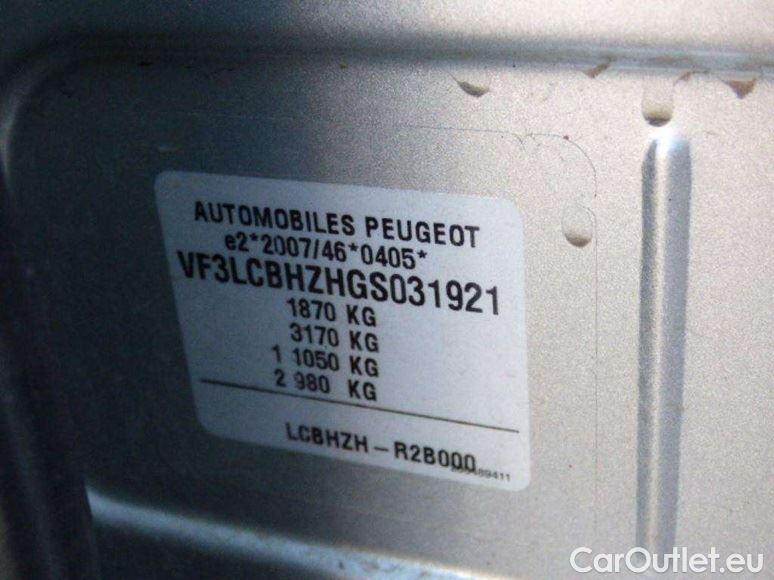 AUTOMOBILES PEUGEOT
e2*2007/46*0405*
VF3LCBHZHGS031921
1870 KG
3170 KG
1 1050 KG
2 980 KG
LCBHZH - R2B000
CarOutlet.eu